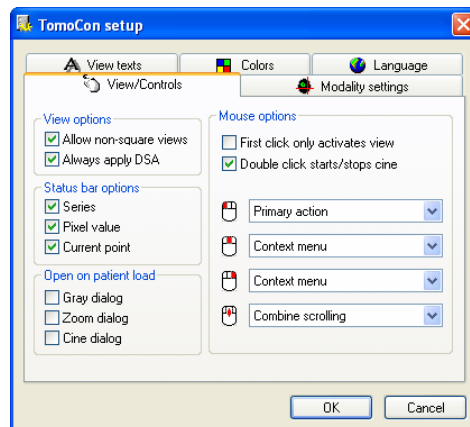 TomoCon setup
View texts
Colors
Language
View/Controls
Modality settings
View options
Allow non-square views
Always apply DSA
Status bar options
Series
Pixel value
Current point
Open on patient load
Gray dialog
Zoom dialog
Cine dialog
Mouse options
First click only activates view
Double click starts/stops cine
Primary action
Context menu
Context menu
Combine scrolling
OK
Cancel